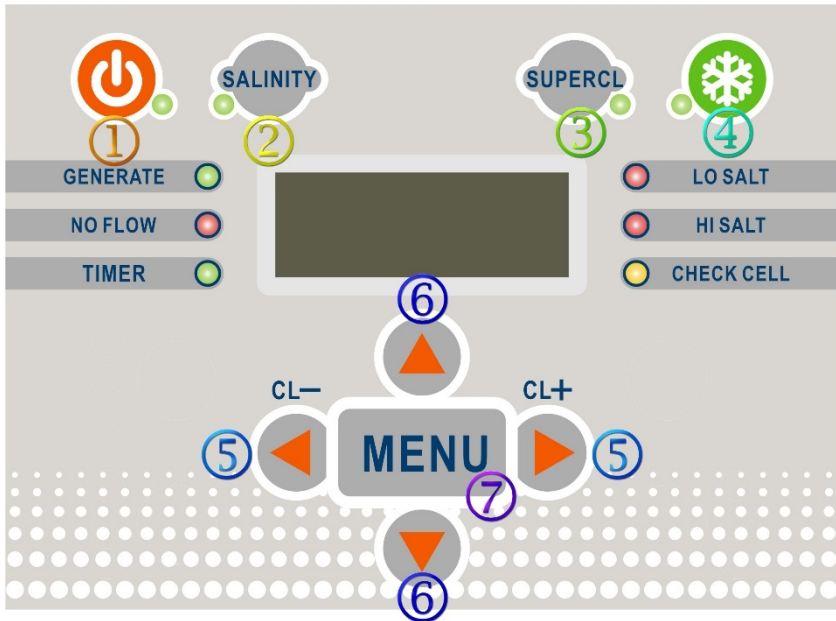 SALINITY SUPERCL
① ② ③ ④
GENERATE LO SALT
NO FLOW HI SALT
TIMER CHECK CELL
⑥
CL− CL+
⑤ MENU ⑤
⑦
⑥